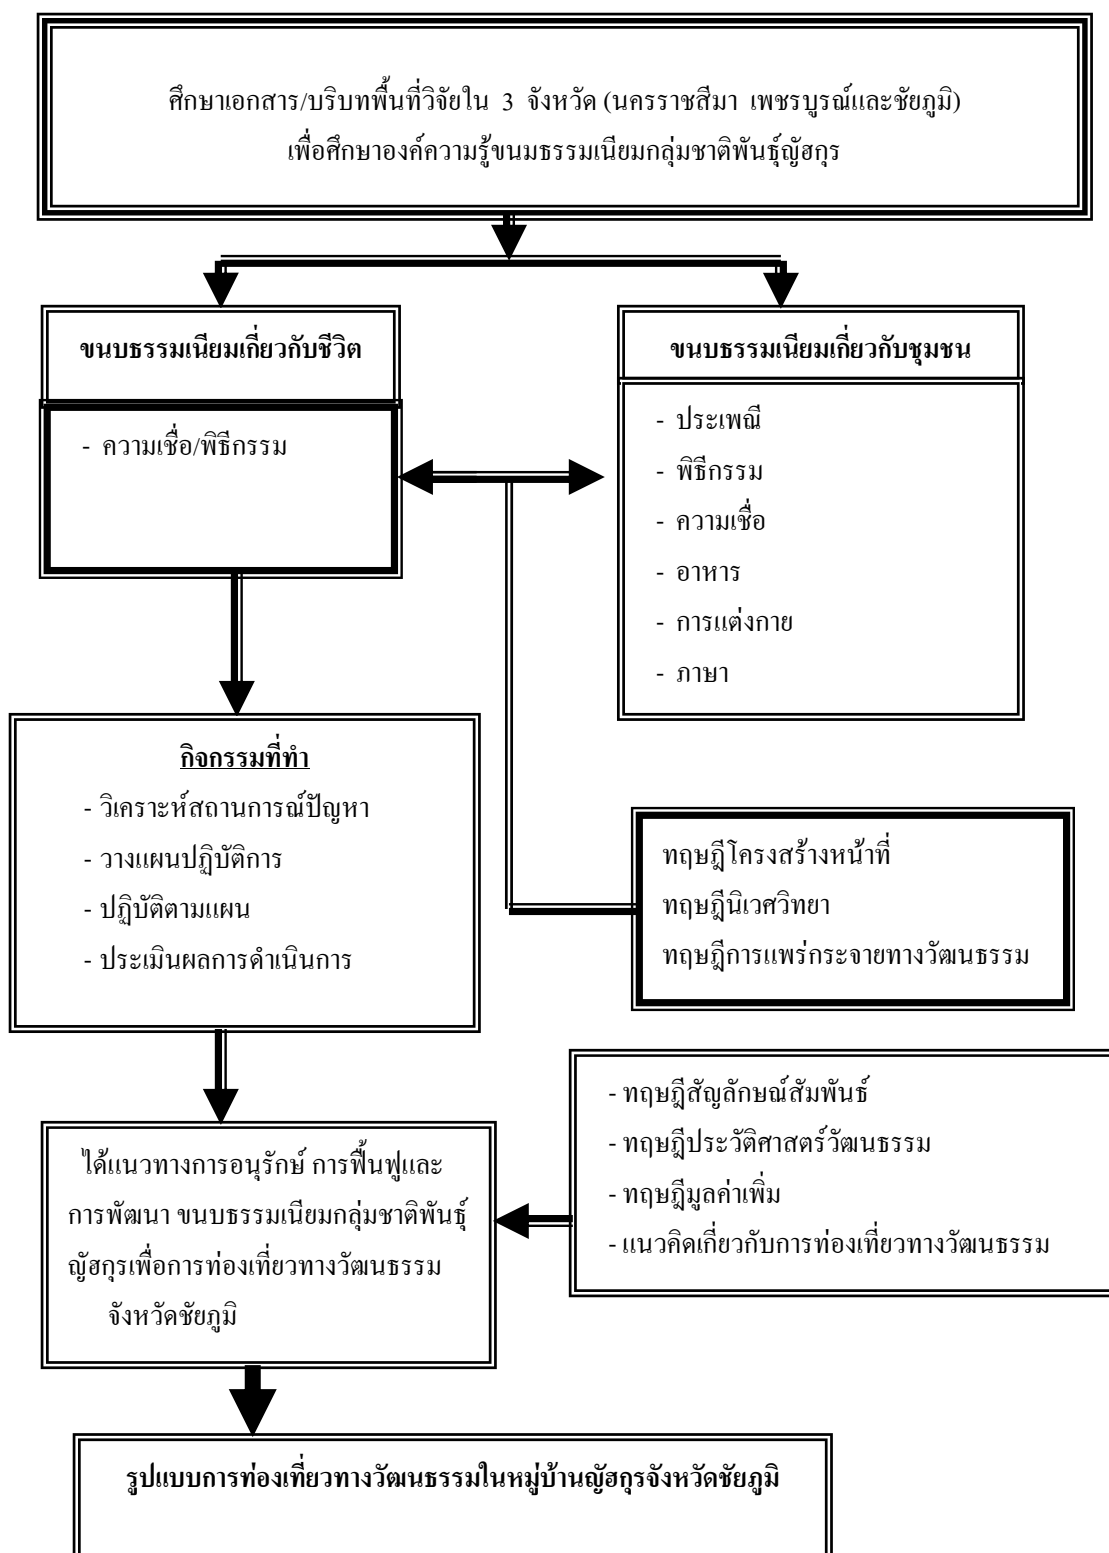 ศึกษาเอกสาร/บริบทพื้นที่วิจัยใน 3 จังหวัด (นครราชสีมา เพชรบูรณ์และชัยภูมิ)
เพื่อศึกษาองค์ความรู้ขนมธรรมเนียมกลุ่มชาติพันธุ์ญัฮกุร
ขนบธรรมเนียมเกี่ยวกับชีวิต
- ความเชื่อ/พิธีกรรม
ขนบธรรมเนียมเกี่ยวกับชุมชน
- ประเพณี
- พิธีกรรม
- ความเชื่อ
- อาหาร
- การแต่งกาย
- ภาษา
กิจกรรมที่ทำ
- วิเคราะห์สถานการณ์ปัญหา
- วางแผนปฏิบัติการ
- ปฏิบัติตามแผน
- ประเมินผลการดำเนินการ
ทฤษฎีโครงสร้างหน้าที่
ทฤษฎีนิเวศวิทยา
ทฤษฎีการแพร่กระจายทางวัฒนธรรม
- ทฤษฎีสัญลักษณ์สัมพันธ์
- ทฤษฎีประวัติศาสตร์วัฒนธรรม
- ทฤษฎีมูลค่าเพิ่ม
- แนวคิดเกี่ยวกับการท่องเที่ยวทางวัฒนธรรม
ได้แนวทางการอนุรักษ์ การฟื้นฟูและ
การพัฒนา ขนบธรรมเนียมกลุ่มชาติพันธุ์
ญัฮกุรเพื่อการท่องเที่ยวทางวัฒนธรรม
จังหวัดชัยภูมิ
รูปแบบการท่องเที่ยวทางวัฒนธรรมในหมู่บ้านญัฮกุรจังหวัดชัยภูมิ